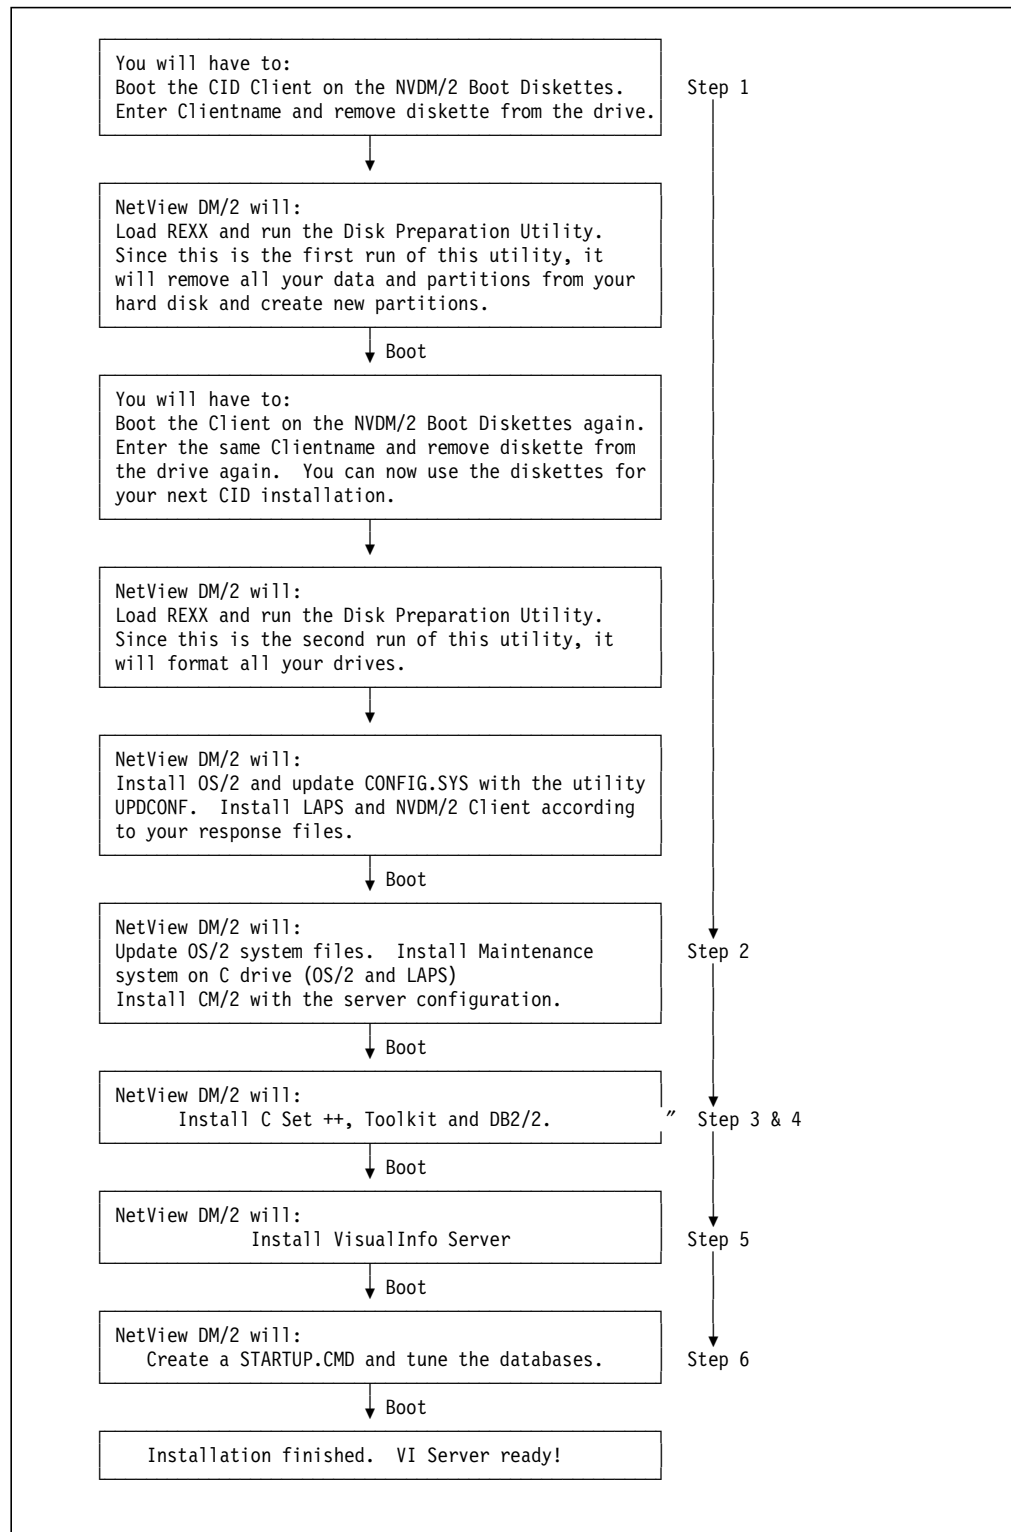 You will have to:
Boot the CID Client on the NVDM/2 Boot Diskettes. Step 1
Enter Clientname and remove diskette from the drive.
NetView DM/2 will:
Load REXX and run the Disk Preparation Utility.
Since this is the first run of this utility, it
will remove all your data and partitions from your
hard disk and create new partitions.
Boot
You will have to:
Boot the Client on the NVDM/2 Boot Diskettes again.
Enter the same Clientname and remove diskette from
the drive again. You can now use the diskettes for
your next CID installation.
NetView DM/2 will:
Load REXX and run the Disk Preparation Utility.
Since this is the second run of this utility, it
will format all your drives.
NetView DM/2 will:
Install OS/2 and update CONFIG.SYS with the utility
UPDCONF. Install LAPS and NVDM/2 Client according
to your response files.
Boot
NetView DM/2 will:
Update OS/2 system files. Install Maintenance Step 2
system on C drive (OS/2 and LAPS)
Install CM/2 with the server configuration.
Boot
NetView DM/2 will:
Install C Set ++, Toolkit and DB2/2. ″ Step 3 & 4
Boot
NetView DM/2 will:
Install VisualInfo Server Step 5
Boot
NetView DM/2 will:
Create a STARTUP.CMD and tune the databases. Step 6
Boot
Installation finished. VI Server ready!